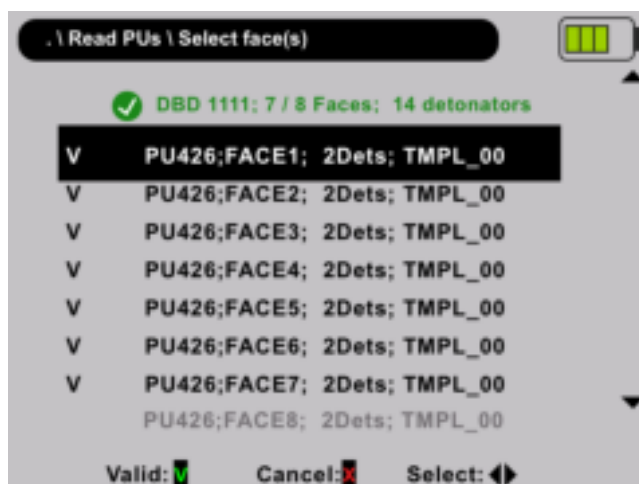 . \ Read PUs \ Select face(s)
DBD 1111; 7 / 8 Faces; 14 detonators
V PU426;FACE1; 2Dets; TMPL_00
V PU426;FACE2; 2Dets; TMPL_00
V PU426;FACE3; 2Dets; TMPL_00
V PU426;FACE4; 2Dets; TMPL_00
V PU426;FACE5; 2Dets; TMPL_00
V PU426;FACE6; 2Dets; TMPL_00
V PU426;FACE7; 2Dets; TMPL_00
PU426;FACE8; 2Dets; TMPL_00
Valid: V Cancel: X Select: